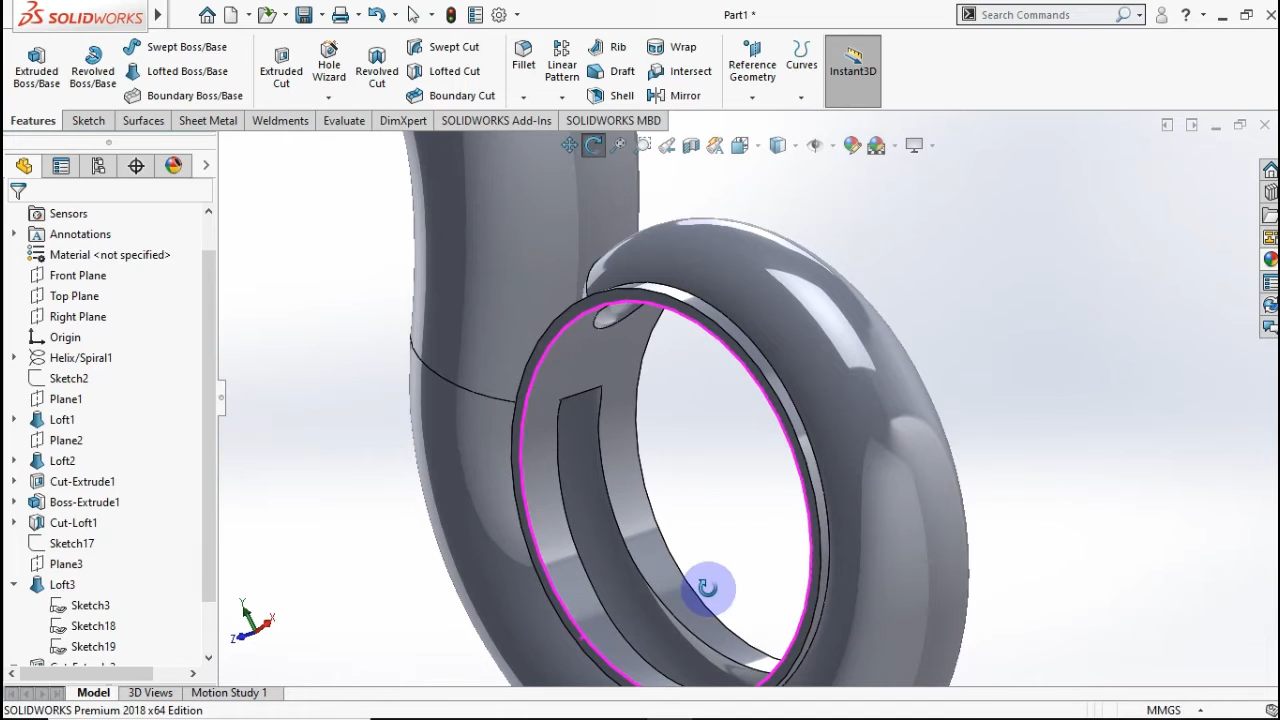 SOLIDWORKS
Part1 *
Search Commands
?
Extruded Boss/Base
Revolved Boss/Base
Swept Boss/Base
Lofted Boss/Base
Boundary Boss/Base
Extruded Cut
Hole Wizard
Revolved Cut
Swept Cut
Lofted Cut
Boundary Cut
Fillet
Linear Pattern
Rib
Draft
Shell
Wrap
Intersect
Mirror
Reference Geometry
Curves
Instant3D
Features
Sketch
Surfaces
Sheet Metal
Weldments
Evaluate
DimXpert
SOLIDWORKS Add-Ins
SOLIDWORKS MBD
Sensors
Annotations
Material <not specified>
Front Plane
Top Plane
Right Plane
Origin
Helix/Spiral1
Sketch2
Plane1
Loft1
Plane2
Loft2
Cut-Extrude1
Boss-Extrude1
Cut-Loft1
Sketch17
Plane3
Loft3
Sketch3
Sketch18
Sketch19
Y
X
Z
Model
3D Views
Motion Study 1
SOLIDWORKS Premium 2018 x64 Edition
MMGS